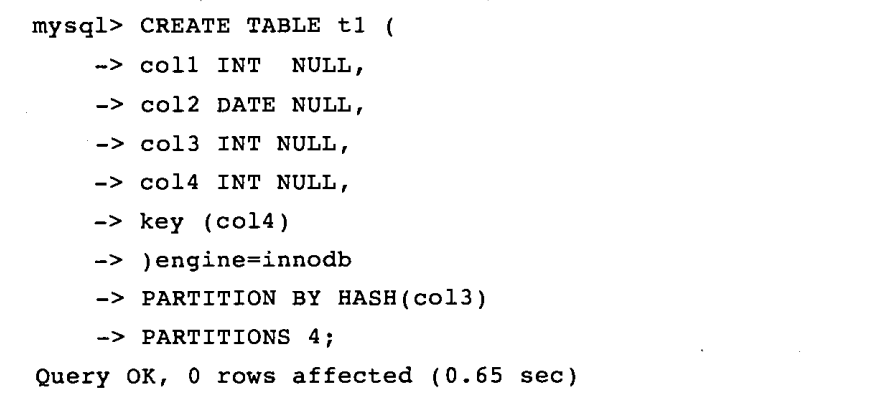 mysql> CREATE TABLE t1 (
-> col1 INT  NULL,
-> col2 DATE NULL,
-> col3 INT NULL,
-> col4 INT NULL,
-> key (col4)
-> )engine=innodb
-> PARTITION BY HASH(col3)
-> PARTITIONS 4;
Query OK, 0 rows affected (0.65 sec)